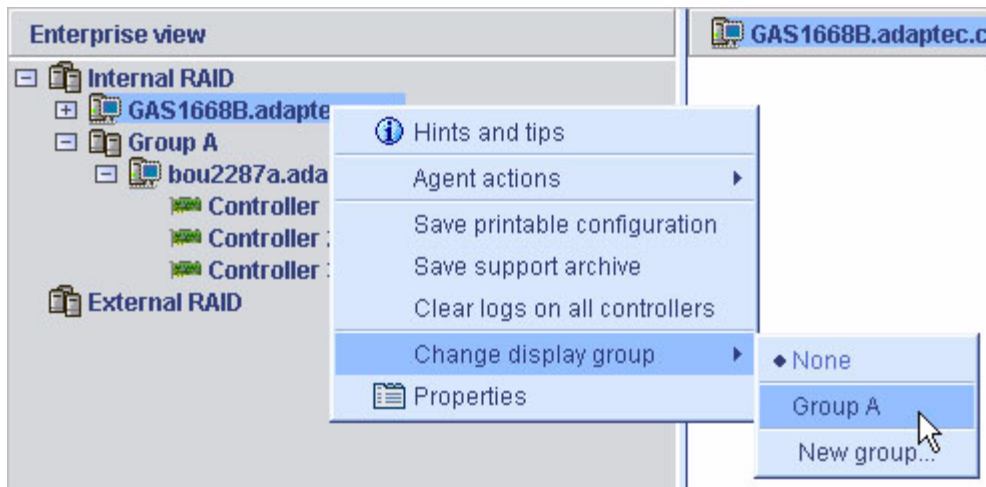 Enterprise view
GAS1668B.adaptec.c
Internal RAID
GAS1668B.adapte
Group A
bou2287a.ada
Controller
Controller
Controller
External RAID
Hints and tips
Agent actions
Save printable configuration
Save support archive
Clear logs on all controllers
Change display group
Properties
None
Group A
New group...